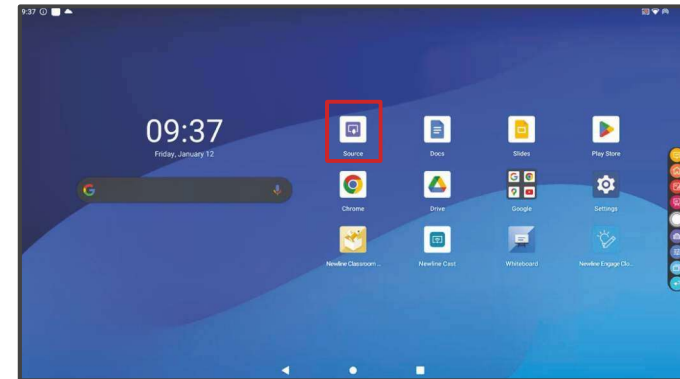 9:37
09:37
Friday, January 12
Source
Docs
Slides
Play Store
G
Chrome
Drive
Google
Settings
Newline Classroom ..
Newline Cast
Whiteboard
Newline Engage Clo..